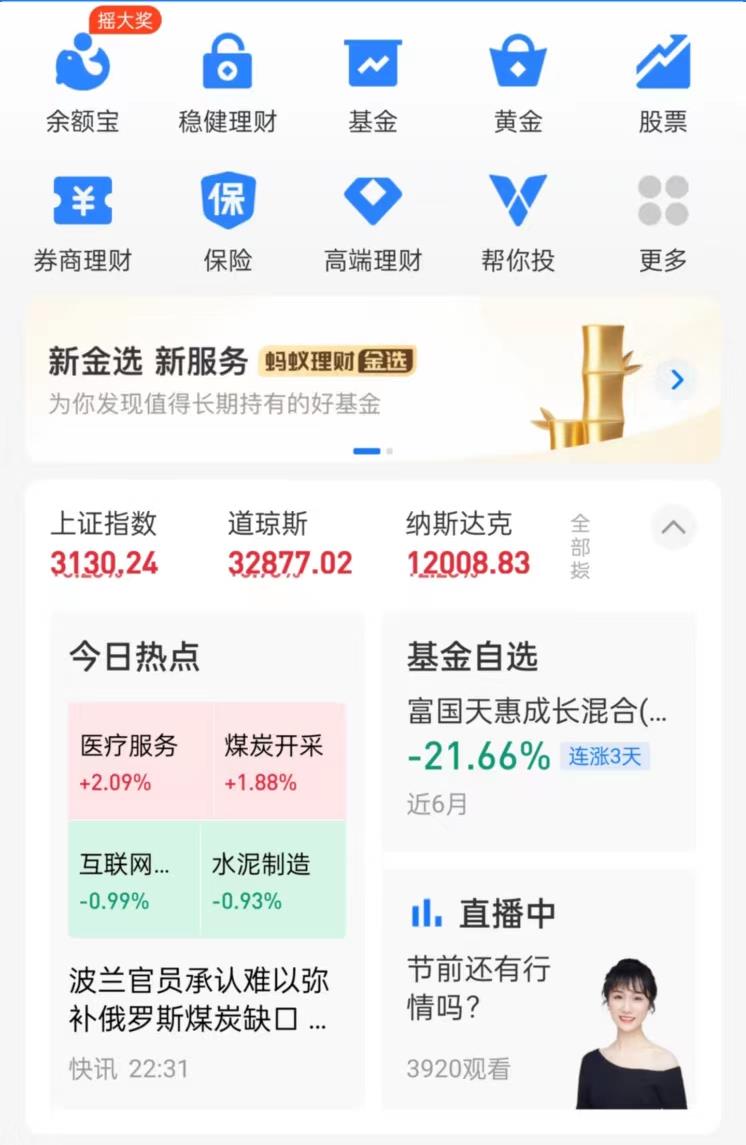 摇大奖
余额宝 稳健理财 基金 黄金 股票
¥ 保
券商理财 保险 高端理财 帮你投 更多
新金选 新服务 蚂蚁理财金选
为你发现值得长期持有的好基金
上证指数 道琼斯 纳斯达克 全部指
3130.24 32877.02 12008.83
今日热点
医疗服务 煤炭开采
+2.09% +1.88%
互联网... 水泥制造
-0.99% -0.93%
波兰官员承认难以弥
补俄罗斯煤炭缺口 ...
快讯 22:31
基金自选
富国天惠成长混合(...
-21.66% 连涨3天
近6月
直播中
节前还有行
情吗?
3920观看